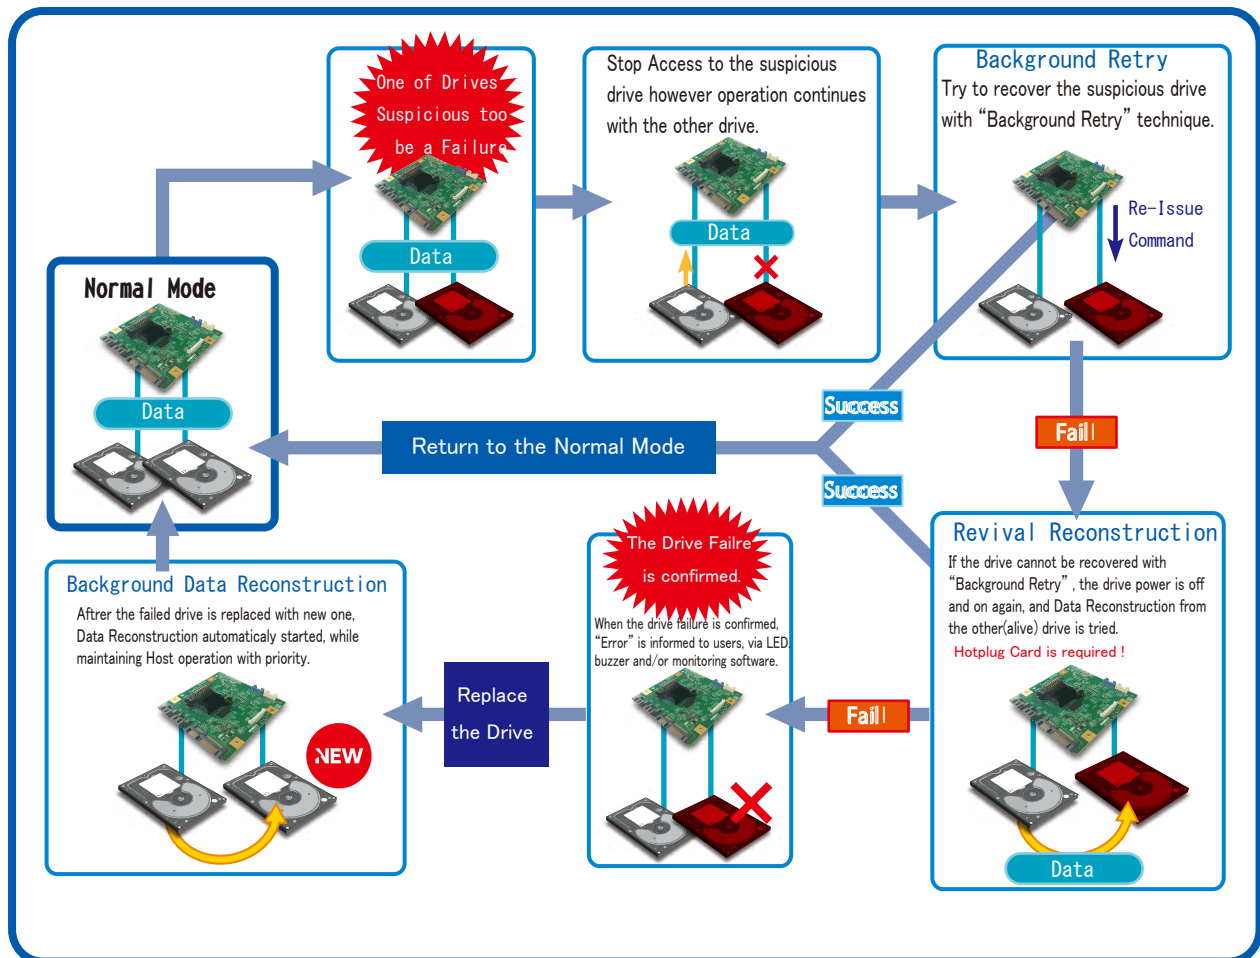 One of Drives
Suspicious too
be a Failure
Data
Stop Access to the suspicious
drive however operation continues
with the other drive.
Data
Background Retry
Try to recover the suspicious drive
with “Background Retry” technique.
Re-Issue
Command
Normal Mode
Data
Success
Fail
Return to the Normal Mode
Success
Revival Reconstruction
If the drive cannot be recovered with
“Background Retry”, the drive power is off
and on again, and Data Reconstruction from
the other(alive) drive is tried.
Hotplug Card is required !
Data
Fail
The Drive Failre
is confirmed.
When the drive failure is confirmed,
“Error” is informed to users, via LED,
buzzer and/or monitoring software.
Replace
the Drive
Background Data Reconstruction
Afrer the failed drive is replaced with new one,
Data Reconstruction automaticaly started, while
maintaining Host operation with priority.
NEW